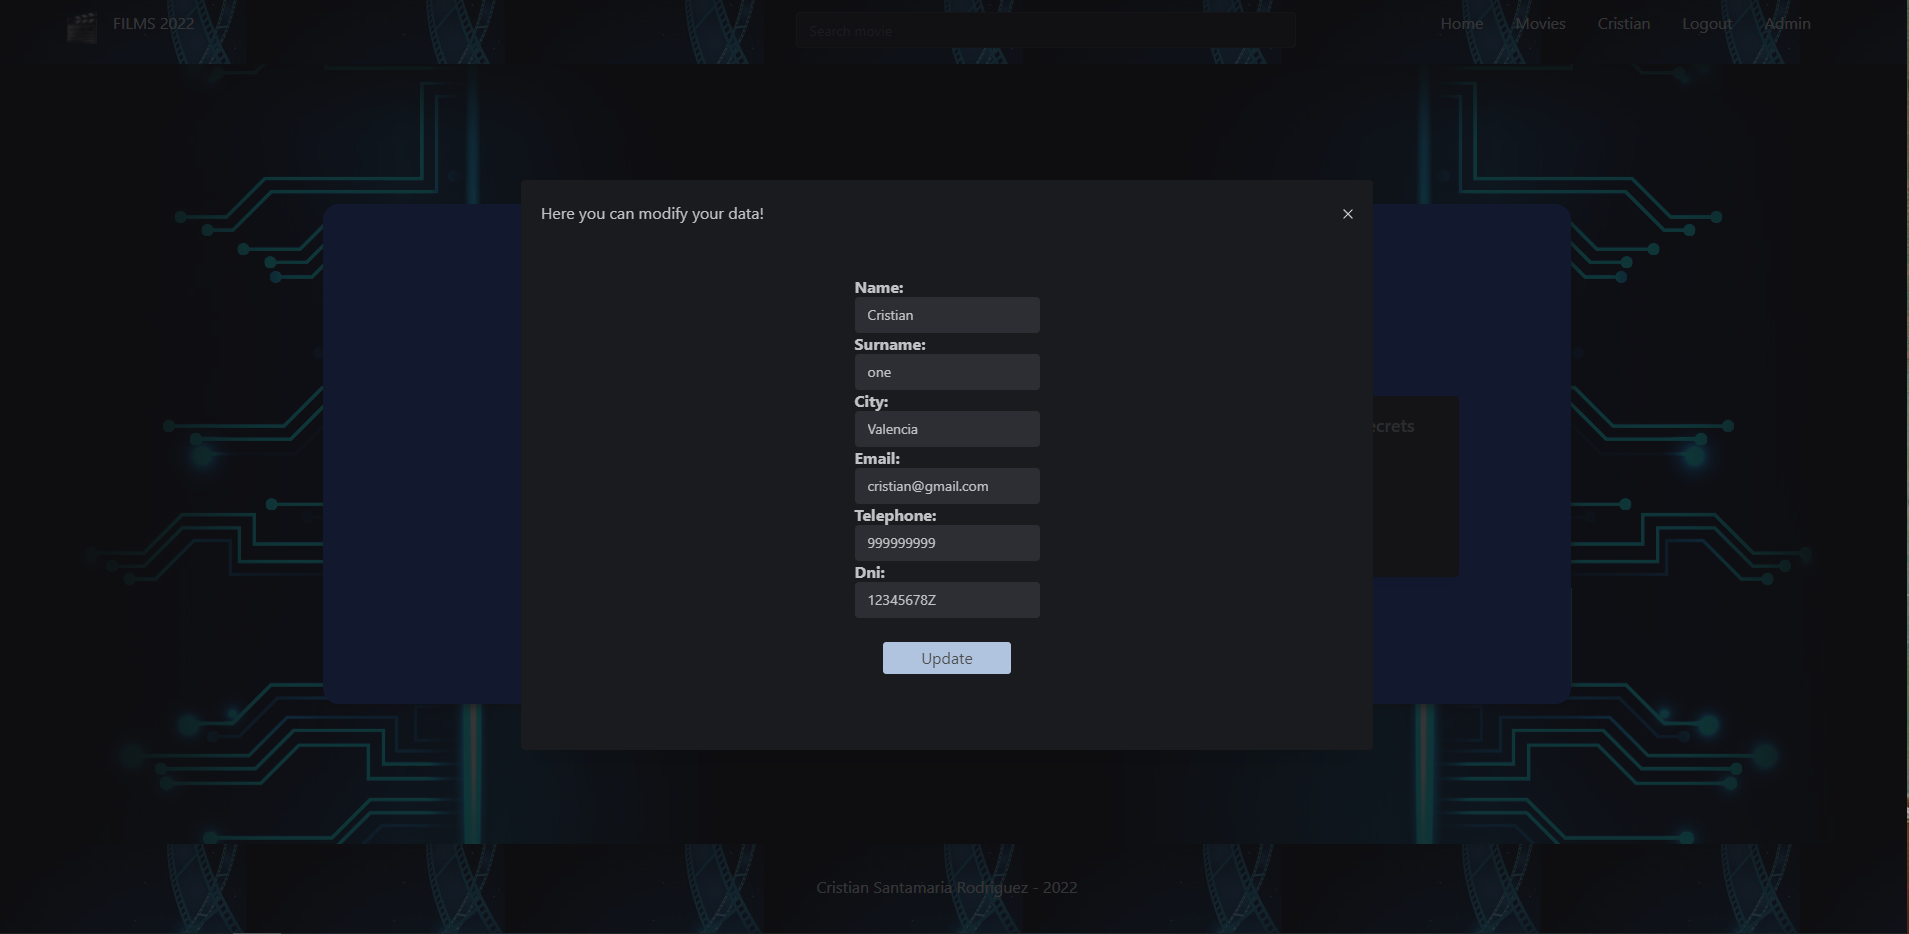 FILMS 2022
Search movie
Home Movies Cristian Logout Admin
Here you can modify your data!
×
Name:
Cristian
Surname:
one
City:
Valencia
Email:
cristian@gmail.com
Telephone:
999999999
Dni:
12345678Z
Update
ecrets
Cristian Santamaria Rodriguez - 2022